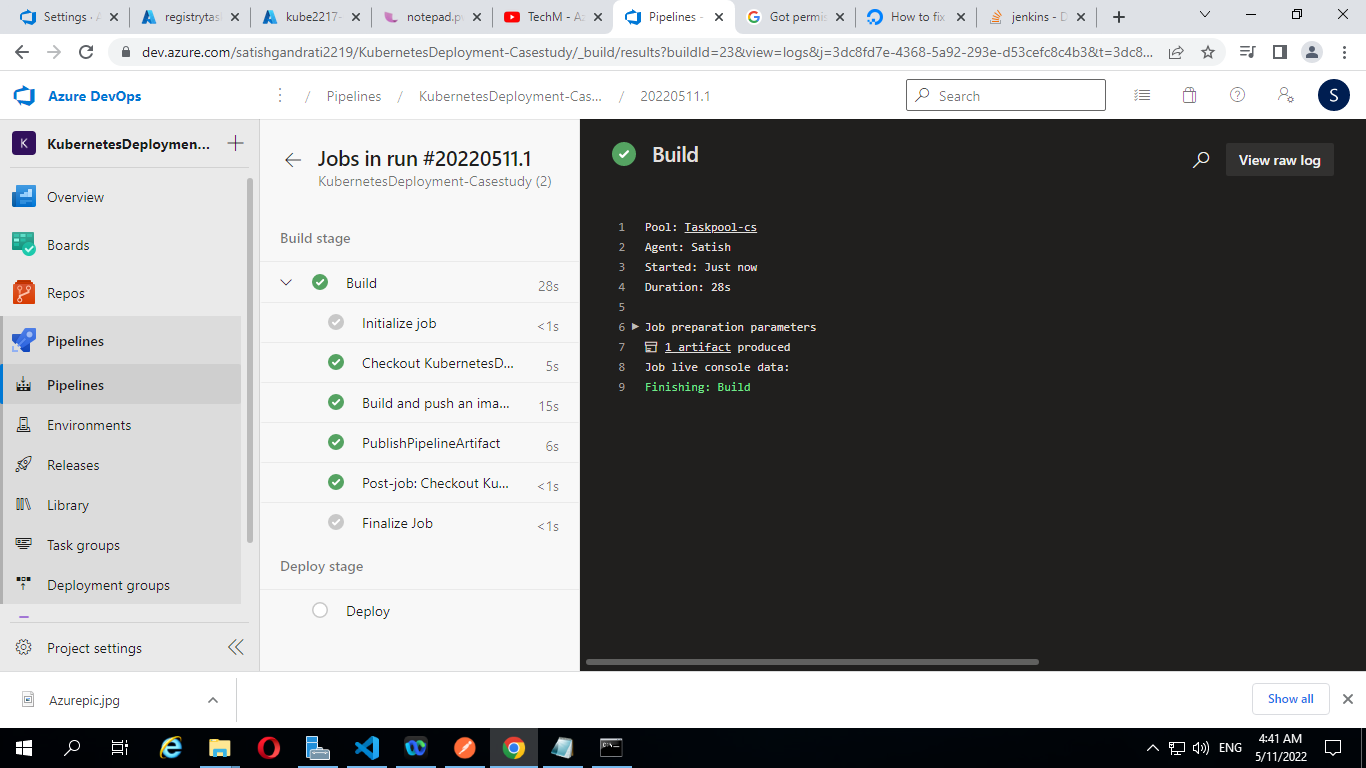 Settings - A
registrytas
kube2217-
notepad.p
TechM - Az
Pipelines -
Got permis
How to fix
jenkins - D
dev.azure.com/satishgandrati2219/KubernetesDeployment-Casestudy/_build/results?buildId=23&view=logs&j=3dc8fd7e-4368-5a92-293e-d53cefc8c4b3&t=3dc8...
Azure DevOps
/ Pipelines / KubernetesDeployment-Cas... / 20220511.1
Search
S
K KubernetesDeploymen...
Overview
Boards
Repos
Pipelines
Pipelines
Environments
Releases
Library
Task groups
Deployment groups
Project settings
Jobs in run #20220511.1
KubernetesDeployment-Casestudy (2)
Build stage
Build 28s
Initialize job <1s
Checkout KubernetesD... 5s
Build and push an ima... 15s
PublishPipelineArtifact 6s
Post-job: Checkout Ku... <1s
Finalize Job <1s
Deploy stage
Deploy
Build
View raw log
1 Pool: Taskpool-cs
2 Agent: Satish
3 Started: Just now
4 Duration: 28s
5
6 Job preparation parameters
7 1 artifact produced
8 Job live console data:
9 Finishing: Build
Azurepic.jpg
Show all
ENG
4:41 AM
5/11/2022